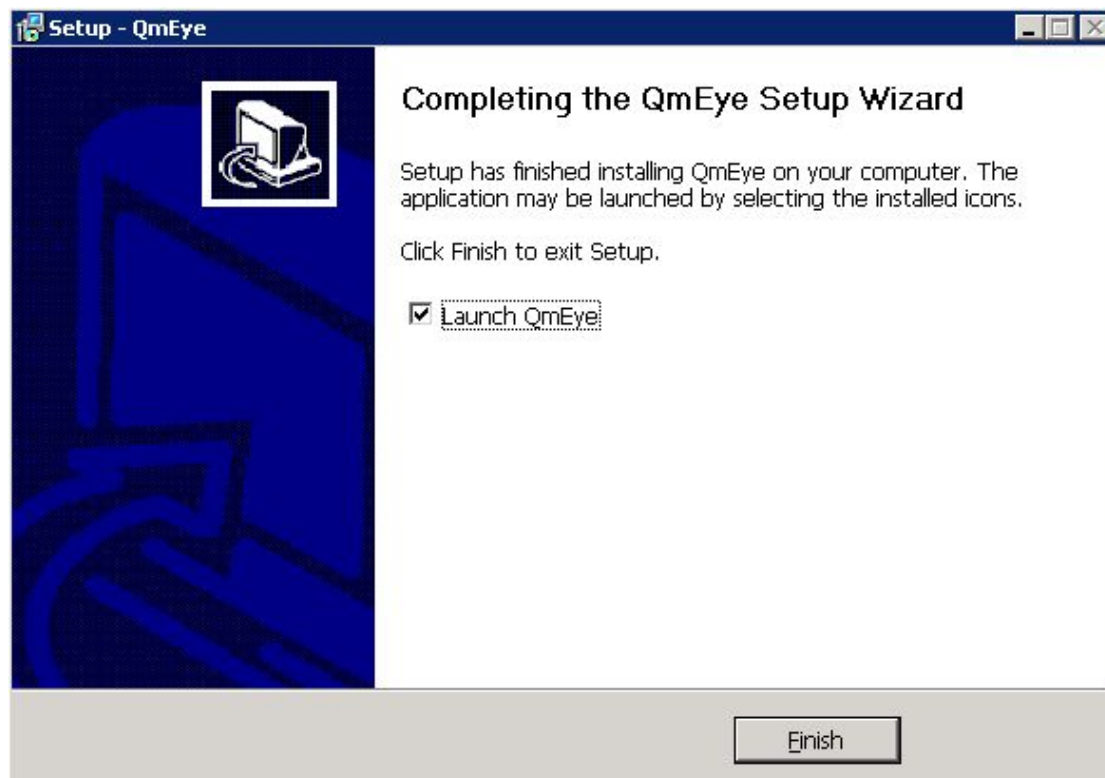 Setup - QmEye
Completing the QmEye Setup Wizard
Setup has finished installing QmEye on your computer. The
application may be launched by selecting the installed icons.
Click Finish to exit Setup.
Launch QmEye
Finish